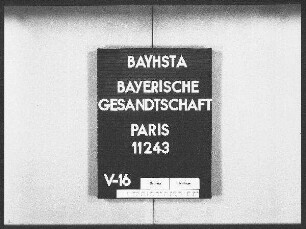 BAYHSTA
BAYERISCHE
GESANDTSCHAFT
PARIS
11243
V-16